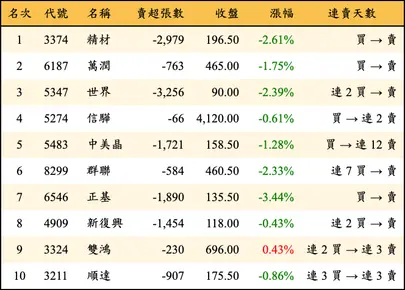 名次 代號 名稱 賣超張數 收盤 漲幅 連賣天數
1 3374 精材 -2,979 196.50 -2.61% 買 → 賣
2 6187 萬潤 -763 465.00 -1.75% 買 → 賣
3 5347 世界 -3,256 90.00 -2.39% 連 2 買 → 賣
4 5274 信驊 -66 4,120.00 -0.61% 買 → 連 2 賣
5 5483 中美晶 -1,721 158.50 -1.28% 買 → 連 12 賣
6 8299 群聯 -584 460.50 -2.33% 連 7 買 → 賣
7 6546 正基 -1,890 135.50 -3.44% 買 → 賣
8 4909 新復興 -1,454 118.00 -0.43% 連 2 買 → 賣
9 3324 雙鴻 -230 696.00 0.43% 連 2 買 → 連 3 賣
10 3211 順達 -907 175.50 -0.86% 連 3 買 → 連 3 賣